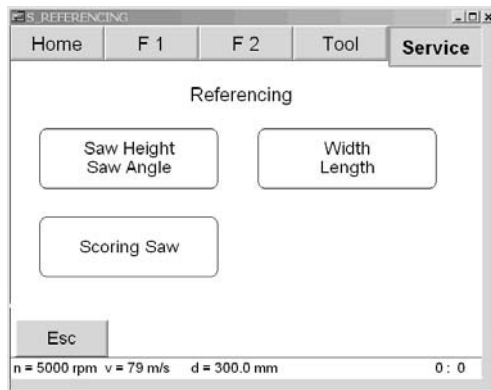 S_REFERENCING
Home F 1 F 2 Tool Service
Referencing
Saw Height
Saw Angle
Width
Length
Scoring Saw
Esc
n = 5000 rpm v = 79 m/s d = 300.0 mm 0 : 0